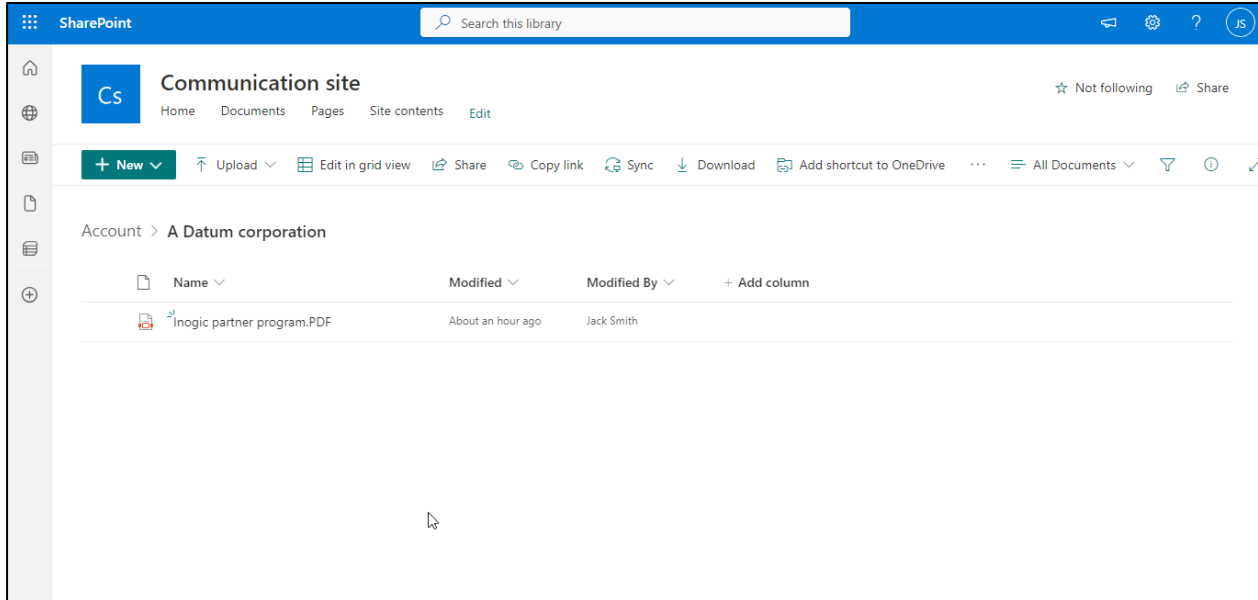 SharePoint Search this library ? JS
Cs Communication site
Not following Share
Home Documents Pages Site contents Edit
+ New Upload Edit in grid view Share Copy link Sync Download Add shortcut to OneDrive ... All Documents
Account > A Datum corporation
Name Modified Modified By + Add column
Inogic partner program.PDF About an hour ago Jack Smith